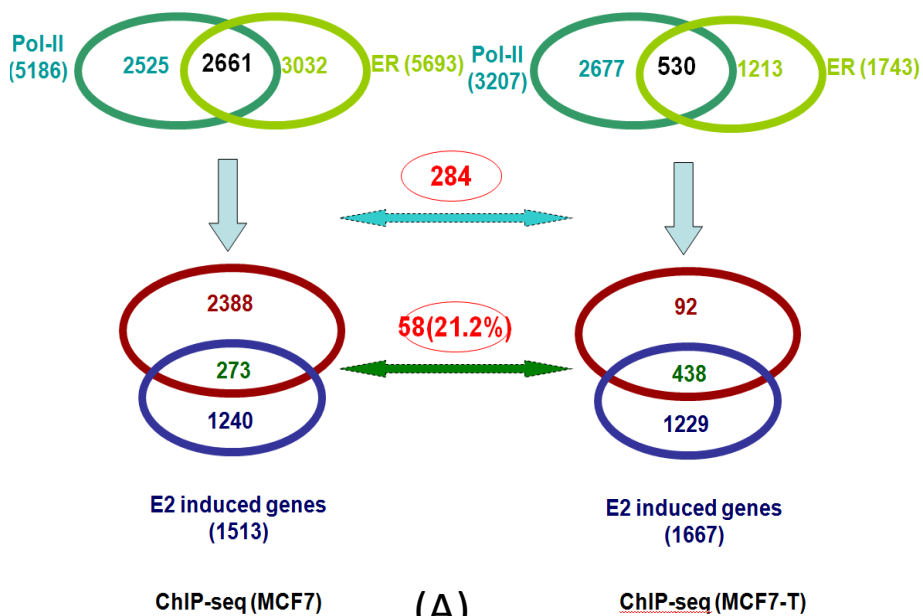 Pol-II
(5186)
2525
2661
3032
ER (5693)
Pol-II
(3207)
2677
530
1213
ER (1743)
284
2388
92
58(21.2%)
273
438
1240
1229
E2 induced genes
(1513)
E2 induced genes
(1667)
ChIP-seq (MCF7)
(A)
ChIP-seq (MCF7-T)